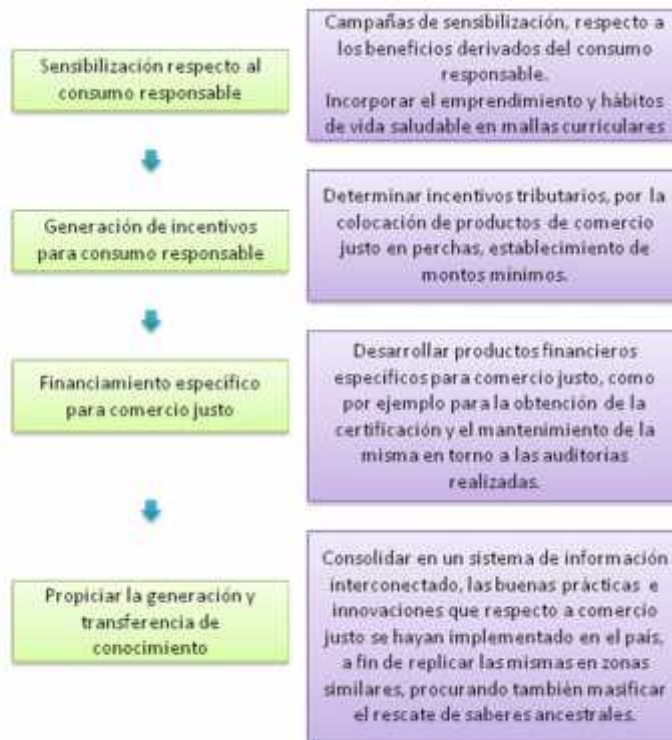 Sensibilización respecto al
consumo responsable
Campañas de sensibilización, respecto a
los beneficios derivados del consumo
responsable.
Incorporar el emprendimiento y hábitos
de vida saludable en mallas curriculares
Generación de incentivos
para consumo responsable
Determinar incentivos tributarios, por la
colocación de productos de comercio
justo en perchas, establecimiento de
montos mínimos.
Financiamiento específico
para comercio justo
Desarrollar productos financieros
específicos para comercio justo, como
por ejemplo para la obtención de la
certificación y el mantenimiento de la
misma en torno a las auditorias
realizadas.
Propiciar la generación y
transferencia de
conocimiento
Consolidar en un sistema de información
interconectado, las buenas prácticas e
innovaciones que respecto a comercio
justo se hayan implementado en el país,
a fin de replicar las mismas en zonas
similares, procurando también masificar
el rescate de saberes ancestrales.